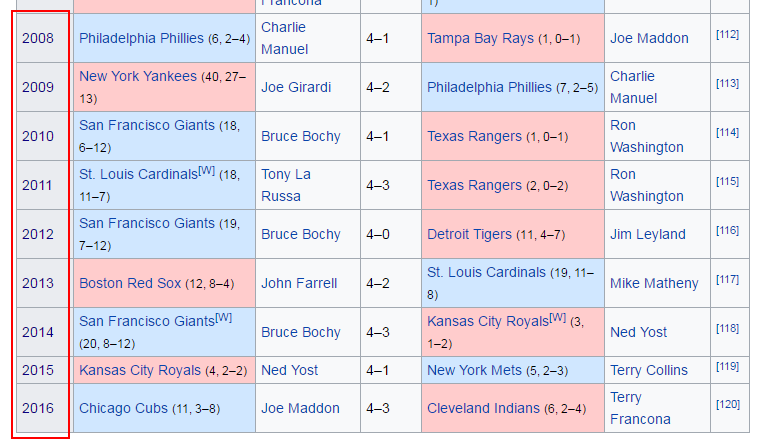 Francona
1)
2008
Philadelphia Phillies (6, 2–4)
Charlie
Manuel
4–1
Tampa Bay Rays (1, 0–1)
Joe Maddon
[112]
2009
New York Yankees (40, 27–
13)
Joe Girardi
4–2
Philadelphia Phillies (7, 2–5)
Charlie
Manuel
[113]
2010
San Francisco Giants (18,
6–12)
Bruce Bochy
4–1
Texas Rangers (1, 0–1)
Ron
Washington
[114]
2011
St. Louis Cardinals[W] (18,
11–7)
Tony La
Russa
4–3
Texas Rangers (2, 0–2)
Ron
Washington
[115]
2012
San Francisco Giants (19,
7–12)
Bruce Bochy
4–0
Detroit Tigers (11, 4–7)
Jim Leyland
[116]
2013
Boston Red Sox (12, 8–4)
John Farrell
4–2
St. Louis Cardinals (19, 11–
8)
Mike Matheny
[117]
2014
San Francisco Giants[W]
(20, 8–12)
Bruce Bochy
4–3
Kansas City Royals[W] (3,
1–2)
Ned Yost
[118]
2015
Kansas City Royals (4, 2–2)
Ned Yost
4–1
New York Mets (5, 2–3)
Terry Collins
[119]
2016
Chicago Cubs (11, 3–8)
Joe Maddon
4–3
Cleveland Indians (6, 2–4)
Terry
Francona
[120]